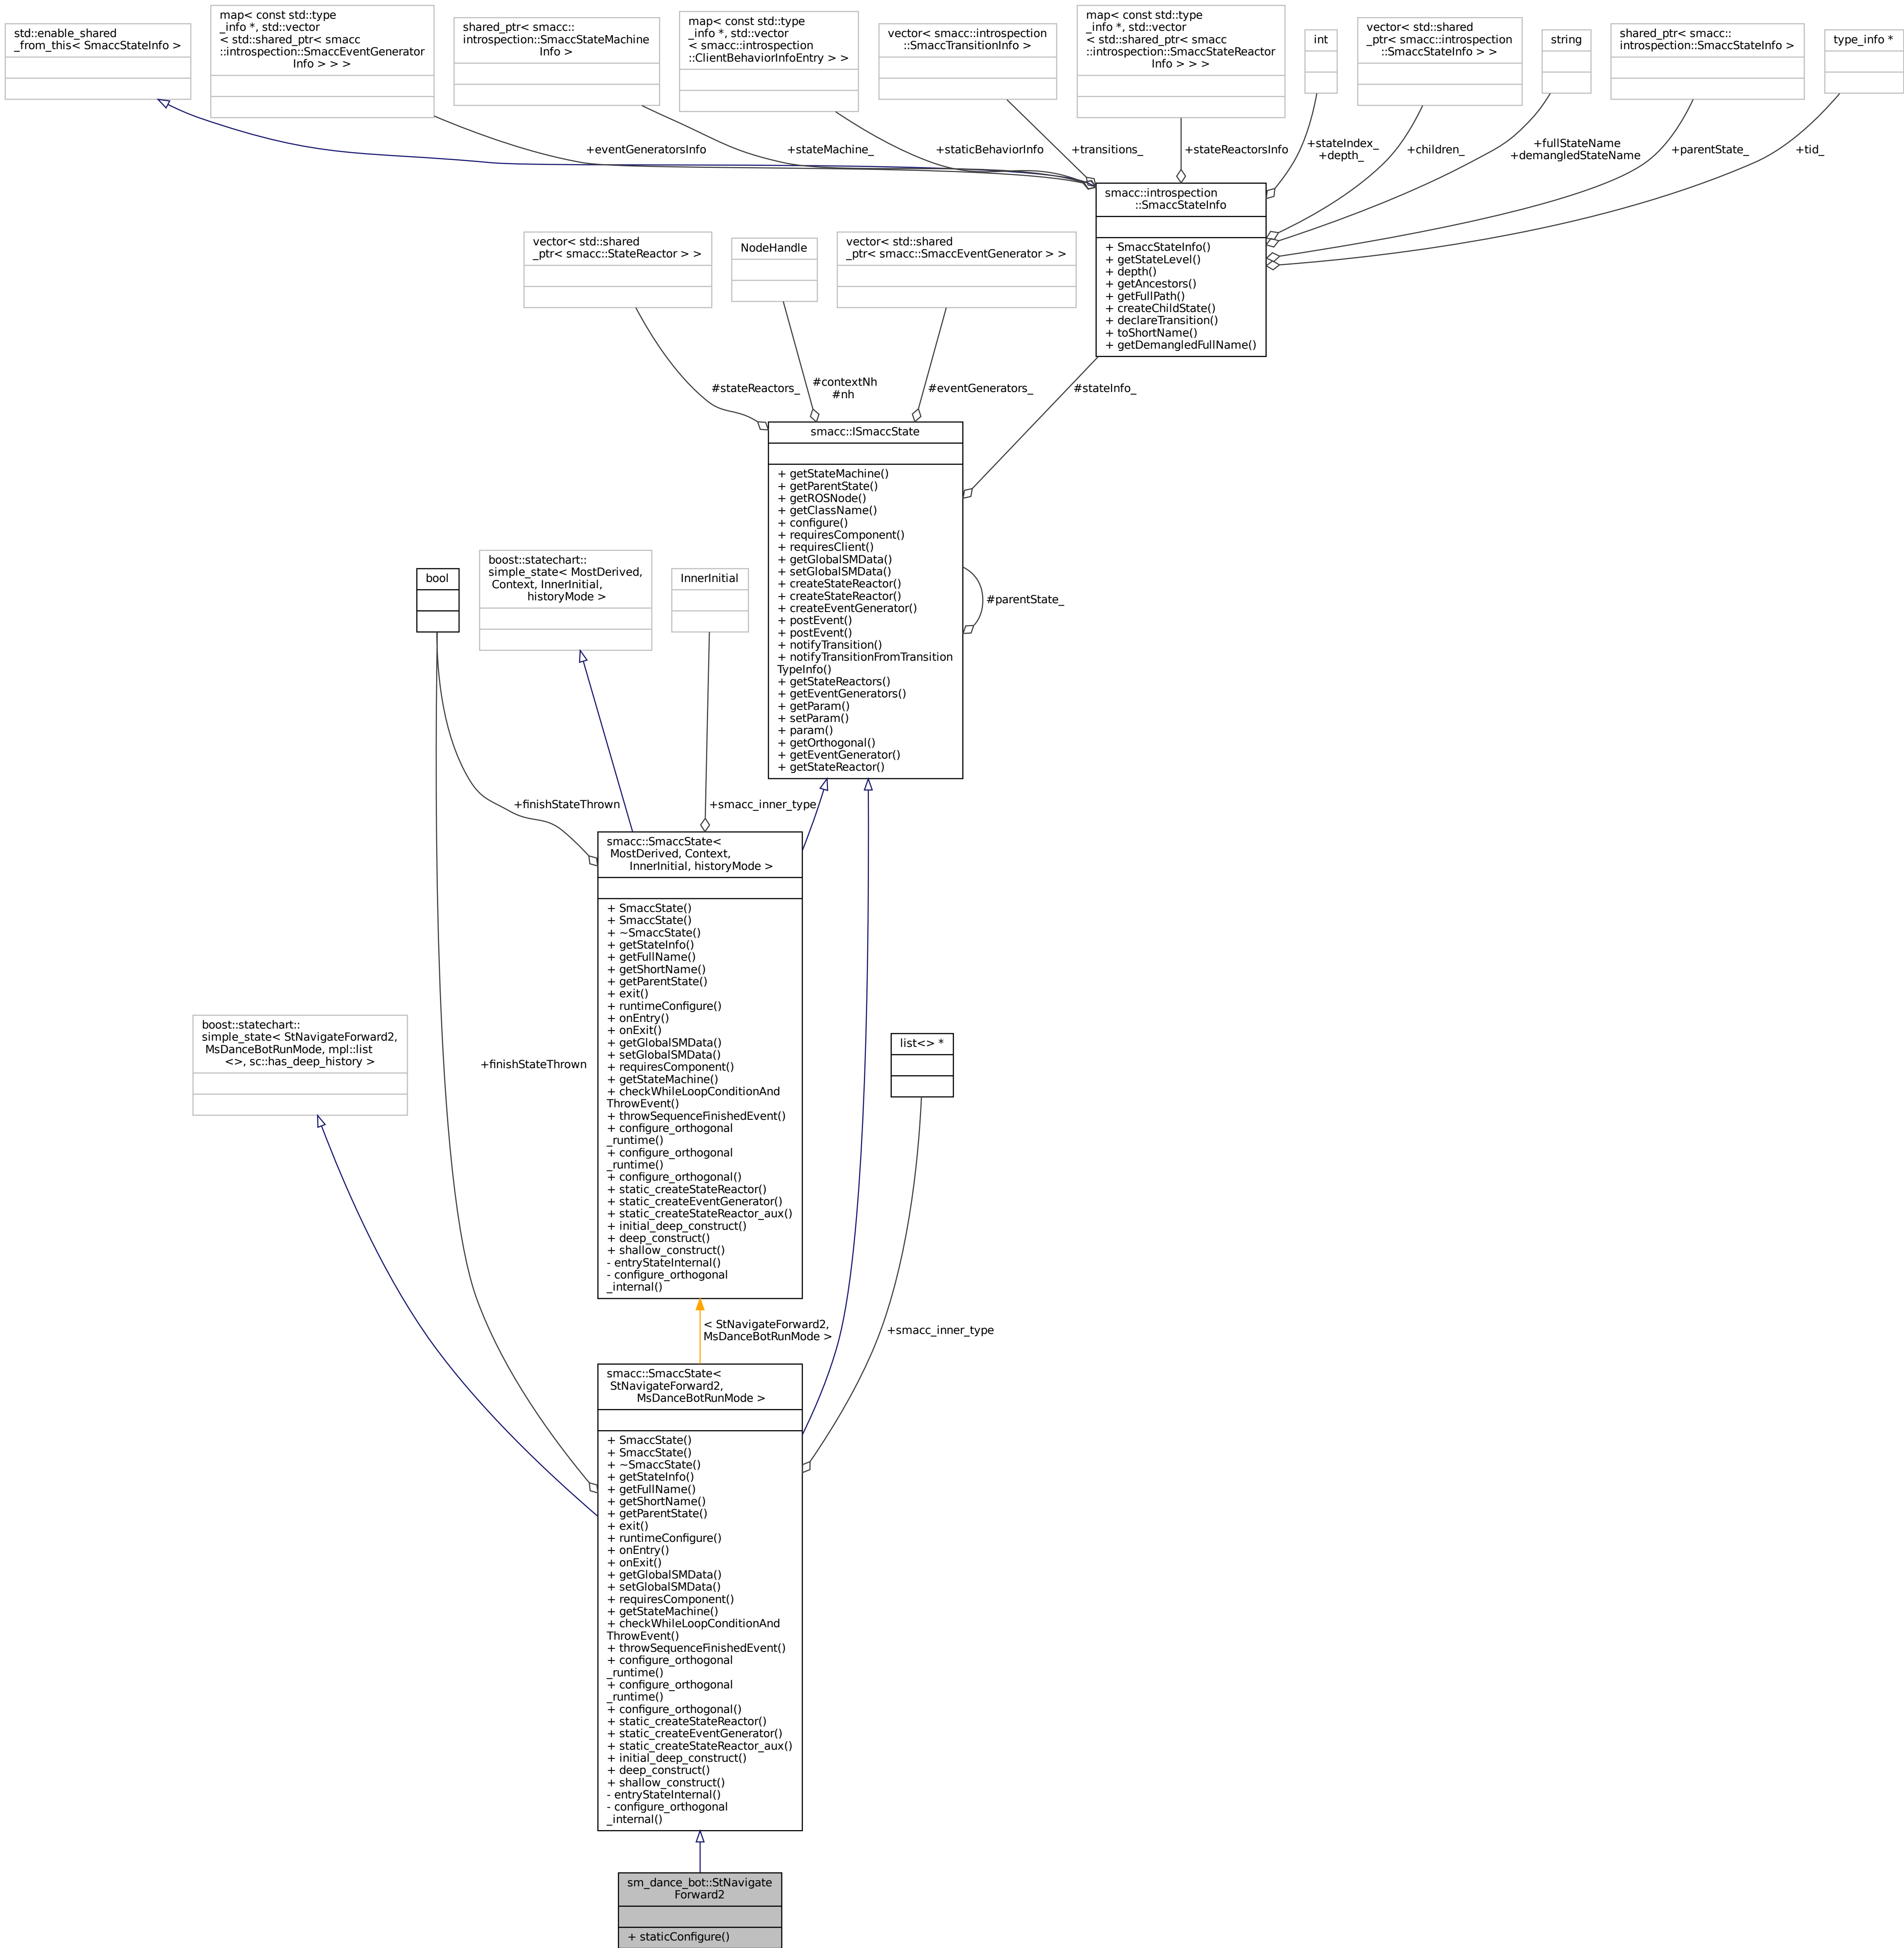 std::enable_shared
_from_this< SmaccStateInfo >
map< const std::type
_info *, std::vector
< std::shared_ptr< smacc
::introspection::SmaccEventGenerator
Info > > >
shared_ptr< smacc::
introspection::SmaccStateMachine
Info >
map< const std::type
_info *, std::vector
< smacc::introspection
::ClientBehaviorInfoEntry > >
vector< smacc::introspection
::SmaccTransitionInfo >
map< const std::type
_info *, std::vector
< std::shared_ptr< smacc
::introspection::SmaccStateReactor
Info > > >
int
vector< std::shared
_ptr< smacc::introspection
::SmaccStateInfo > >
string
shared_ptr< smacc::
introspection::SmaccStateInfo >
type_info *
+eventGeneratorsInfo
+stateMachine_
+staticBehaviorInfo
+transitions_
+stateReactorsInfo
+stateIndex_
+depth_
+children_
+fullStateName
+demangledStateName
+parentState_
+tid_
smacc::introspection
::SmaccStateInfo
+ SmaccStateInfo()
+ getStateLevel()
+ depth()
+ getAncestors()
+ getFullPath()
+ createChildState()
+ declareTransition()
+ toShortName()
+ getDemangledFullName()
vector< std::shared
_ptr< smacc::StateReactor > >
NodeHandle
vector< std::shared
_ptr< smacc::SmaccEventGenerator > >
#stateReactors_
#contextNh
#nh
#eventGenerators_
#stateInfo_
smacc::ISmaccState
+ getStateMachine()
+ getParentState()
+ getROSNode()
+ getClassName()
+ configure()
+ requiresComponent()
+ requiresClient()
+ getGlobalSMData()
+ setGlobalSMData()
+ createStateReactor()
+ createStateReactor()
+ createEventGenerator()
+ postEvent()
+ postEvent()
+ notifyTransition()
+ notifyTransitionFromTransition
TypeInfo()
+ getStateReactors()
+ getEventGenerators()
+ getParam()
+ setParam()
+ param()
+ getOrthogonal()
+ getEventGenerator()
+ getStateReactor()
#parentState_
bool
boost::statechart::
simple_state< MostDerived,
Context, InnerInitial,
historyMode >
InnerInitial
+finishStateThrown
+smacc_inner_type
smacc::SmaccState<
MostDerived, Context,
InnerInitial, historyMode >
+ SmaccState()
+ SmaccState()
+ ~SmaccState()
+ getStateInfo()
+ getFullName()
+ getShortName()
+ getParentState()
+ exit()
+ runtimeConfigure()
+ onEntry()
+ onExit()
+ getGlobalSMData()
+ setGlobalSMData()
+ requiresComponent()
+ getStateMachine()
+ checkWhileLoopConditionAnd
ThrowEvent()
+ throwSequenceFinishedEvent()
+ configure_orthogonal
_runtime()
+ configure_orthogonal
_runtime()
+ configure_orthogonal()
+ static_createStateReactor()
+ static_createEventGenerator()
+ static_createStateReactor_aux()
+ initial_deep_construct()
+ deep_construct()
+ shallow_construct()
- entryStateInternal()
- configure_orthogonal
_internal()
boost::statechart::
simple_state< StNavigateForward2,
MsDanceBotRunMode, mpl::list
<>, sc::has_deep_history >
+finishStateThrown
list<> *
< StNavigateForward2,
MsDanceBotRunMode >
+smacc_inner_type
smacc::SmaccState<
StNavigateForward2,
MsDanceBotRunMode >
+ SmaccState()
+ SmaccState()
+ ~SmaccState()
+ getStateInfo()
+ getFullName()
+ getShortName()
+ getParentState()
+ exit()
+ runtimeConfigure()
+ onEntry()
+ onExit()
+ getGlobalSMData()
+ setGlobalSMData()
+ requiresComponent()
+ getStateMachine()
+ checkWhileLoopConditionAnd
ThrowEvent()
+ throwSequenceFinishedEvent()
+ configure_orthogonal
_runtime()
+ configure_orthogonal
_runtime()
+ configure_orthogonal()
+ static_createStateReactor()
+ static_createEventGenerator()
+ static_createStateReactor_aux()
+ initial_deep_construct()
+ deep_construct()
+ shallow_construct()
- entryStateInternal()
- configure_orthogonal
_internal()
sm_dance_bot::StNavigate
Forward2
+ staticConfigure()